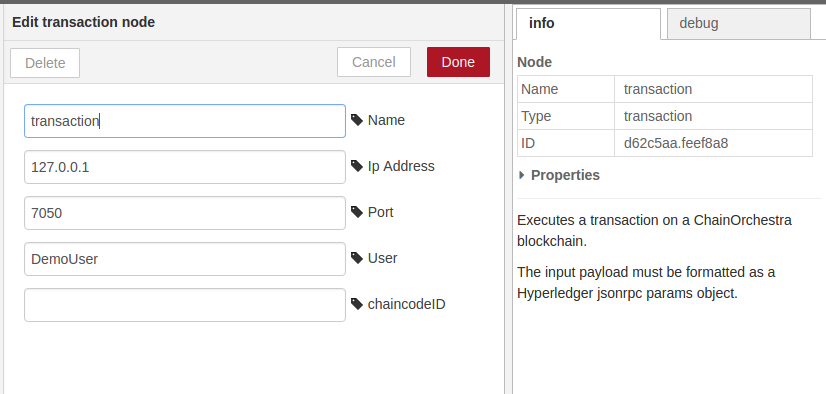 Edit transaction node
Delete
Cancel
Done
transaction
Name
127.0.0.1
Ip Address
7050
Port
DemoUser
User
chaincodeID
info
debug
Node
Name
transaction
Type
transaction
ID
d62c5aa.feef8a8
Properties
Executes a transaction on a ChainOrchestra
blockchain.
The input payload must be formatted as a
Hyperledger jsonrpc params object.